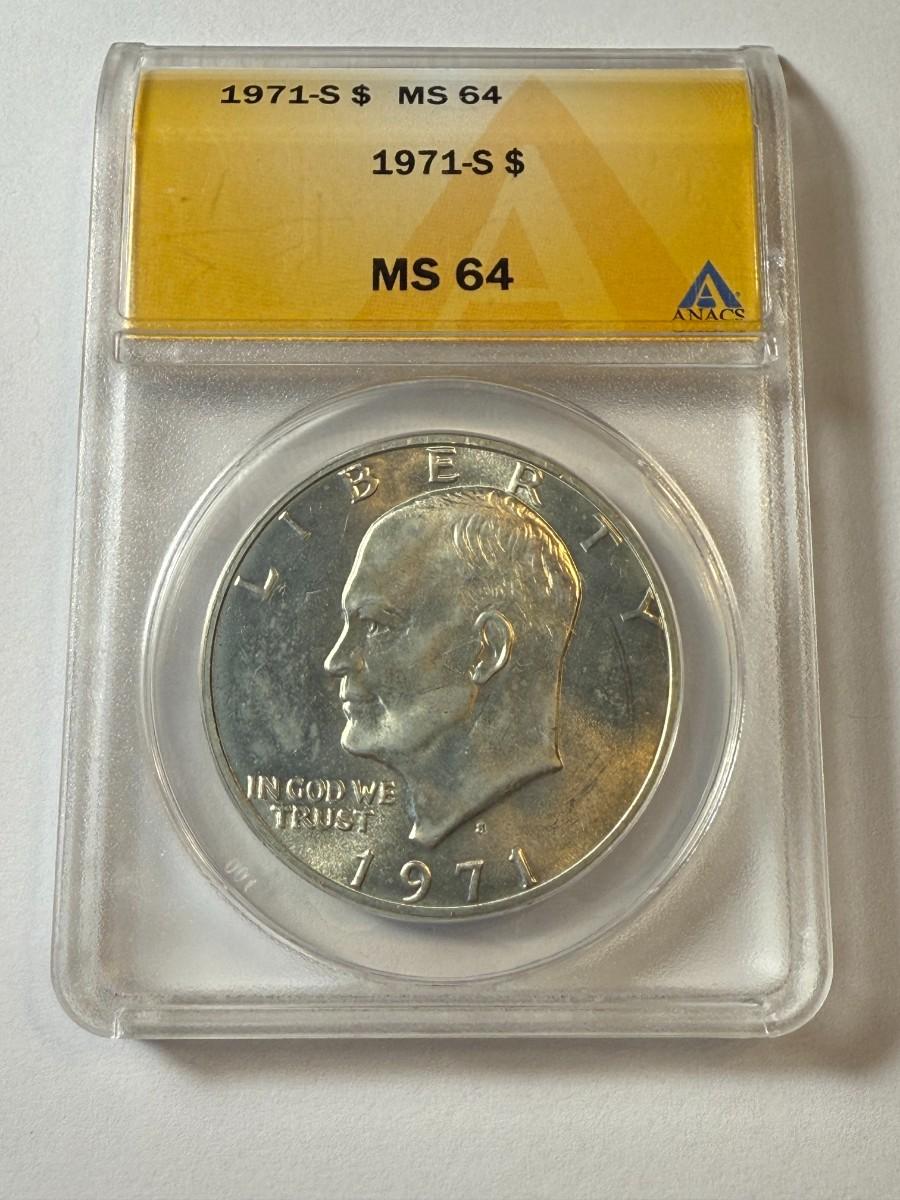 1971-S $ MS 64
1971-S $
MS 64
ANACS
LIBERTY
IN GOD WE
TRUST
S
1971